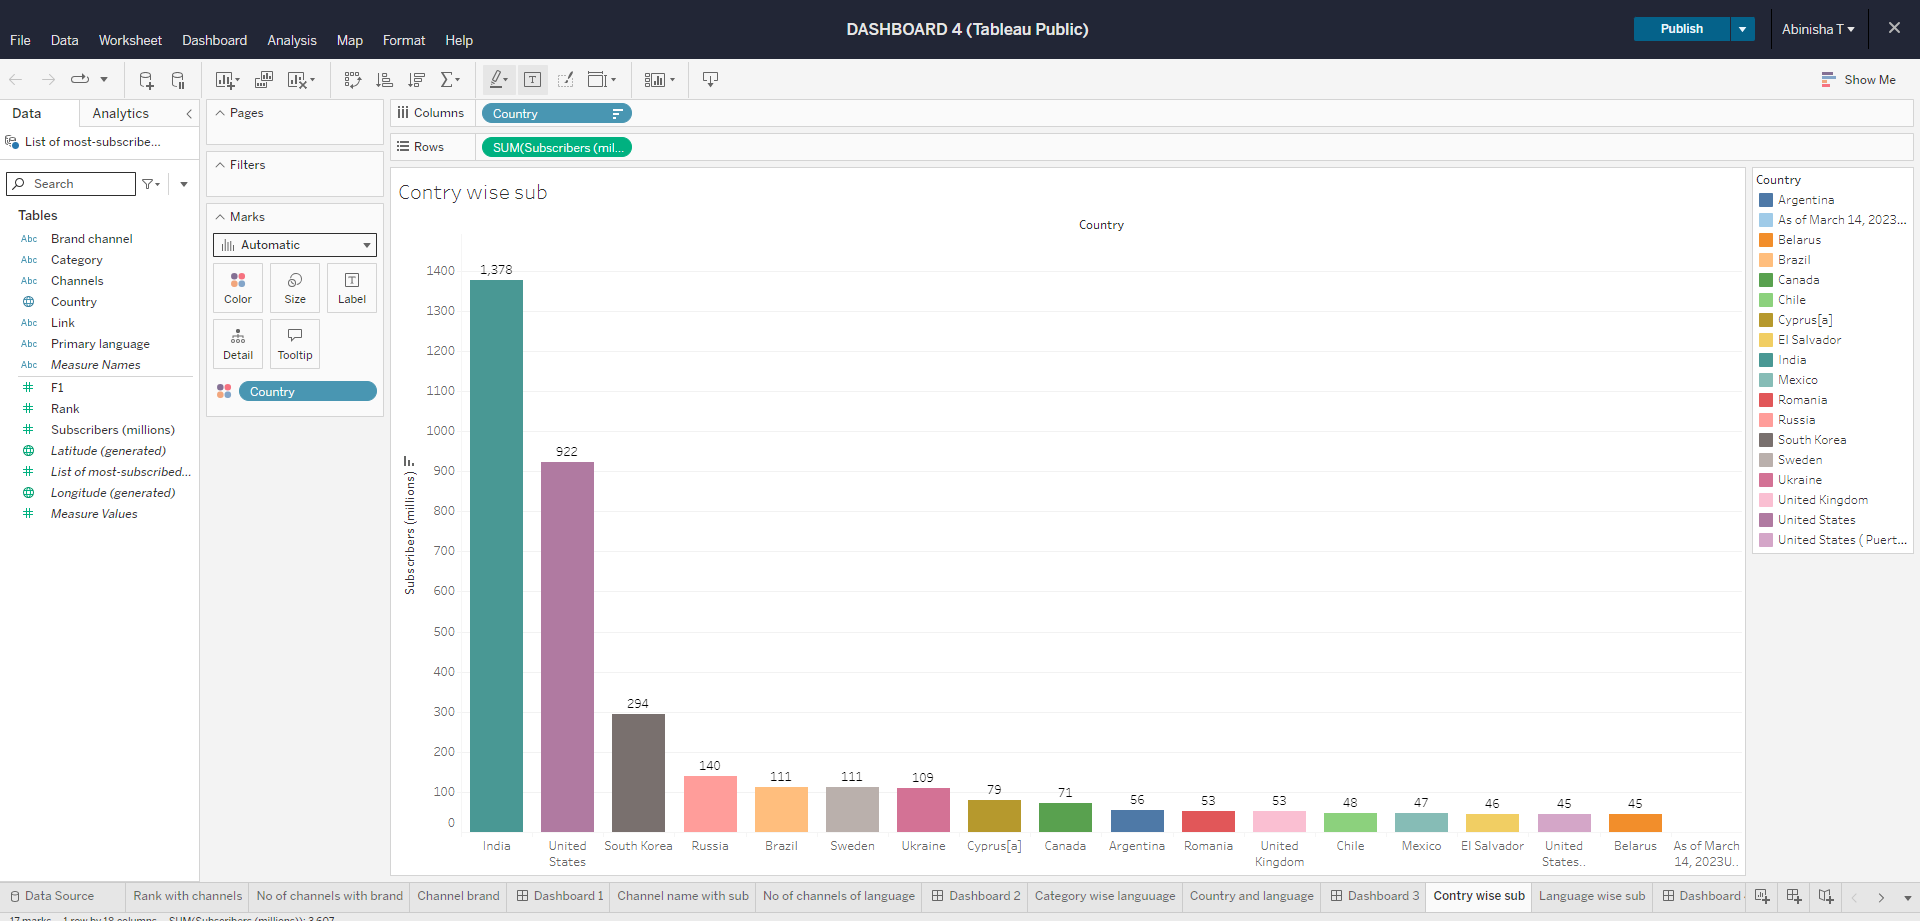 DASHBOARD 4 (Tableau Public)
Publish
Abinisha T
File Data Worksheet Dashboard Analysis Map Format Help
Show Me
Data Analytics
List of most-subscribe...
Search
Tables
Abc Brand channel
Abc Category
Abc Channels
Country
Abc Link
Abc Primary language
Abc Measure Names
F1
Rank
Subscribers (millions)
Latitude (generated)
List of most-subscribed...
Longitude (generated)
Measure Values
Pages
Filters
Marks
Automatic
Color Size Label
Detail Tooltip
Country
Columns Country
Rows SUM(Subscribers (mil...
Contry wise sub
Country
Subscribers (millions)
1400
1300
1200
1100
1000
900
800
700
600
500
400
300
200
100
0
1,378
922
294
140
111
111
109
79
71
56
53
53
48
47
46
45
45
India
United
States
South Korea
Russia
Brazil
Sweden
Ukraine
Cyprus[a]
Canada
Argentina
Romania
United
Kingdom
Chile
Mexico
El Salvador
United
States..
Belarus
As of March
14, 2023U..
Country
Argentina
As of March 14, 2023...
Belarus
Brazil
Canada
Chile
Cyprus[a]
El Salvador
India
Mexico
Romania
Russia
South Korea
Sweden
Ukraine
United Kingdom
United States
United States ( Puert...
Data Source Rank with channels No of channels with brand Channel brand Dashboard 1 Channel name with sub No of channels of language Dashboard 2 Category wise languuage Country and language Dashboard 3 Contry wise sub Language wise sub Dashboard
17 marks 1 row by 18 columns SUM(Subscribers (millions)): 3,607